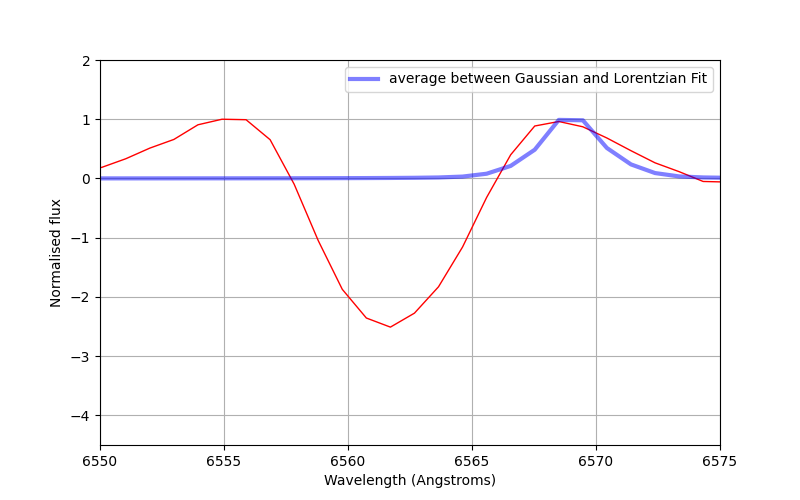 average between Gaussian and Lorentzian Fit
2
1
0
−1
−2
−3
−4
Normalised flux
6550 6555 6560 6565 6570 6575
Wavelength (Angstroms)